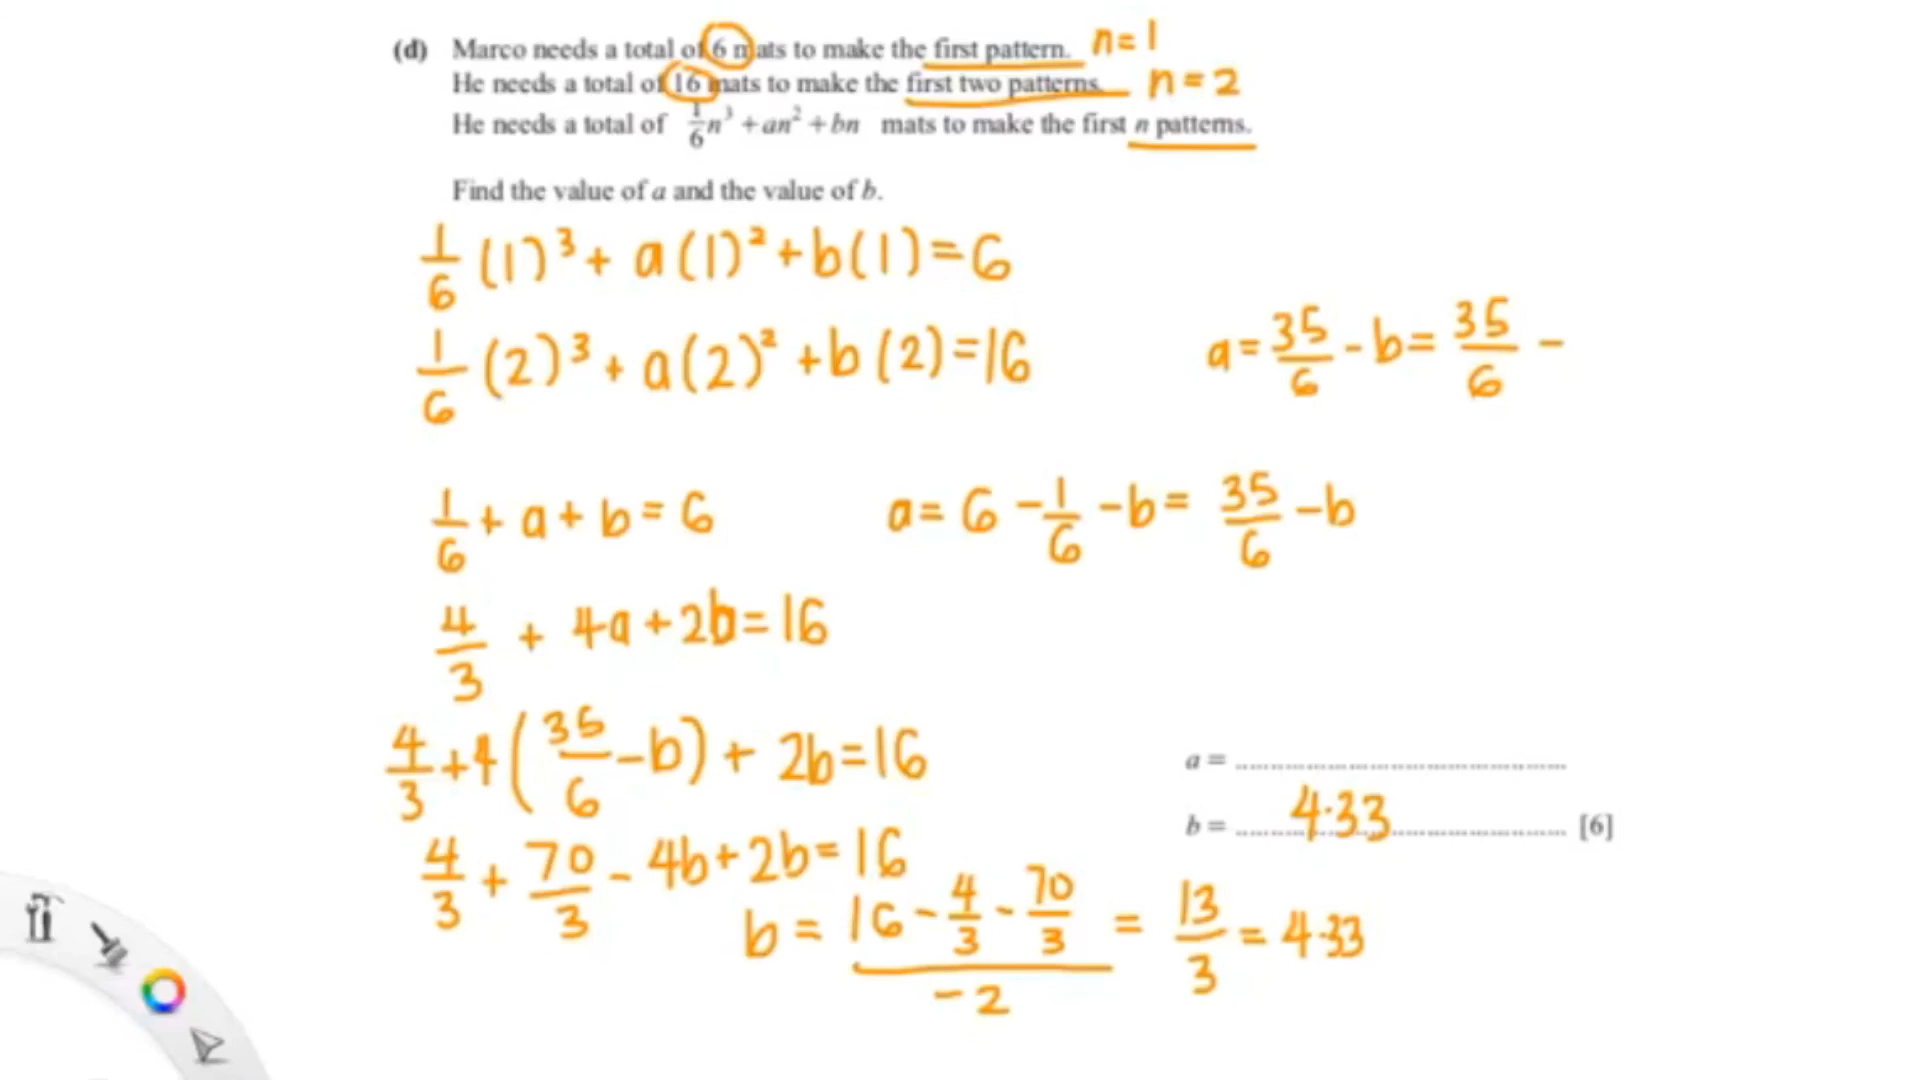 (d) Marco needs a total of 6 mats to make the first pattern. n=1
He needs a total of 16 mats to make the first two patterns. n=2
He needs a total of 1/6 n³ + an² + bn mats to make the first n patterns.
Find the value of a and the value of b.
1/6 (1)³ + a(1)² + b(1) = 6
1/6 (2)³ + a(2)² + b(2) = 16
a = 35/6 - b = 35/6 -
1/6 + a + b = 6
a = 6 - 1/6 - b = 35/6 - b
4/3 + 4a + 2b = 16
4/3 + 4(35/6 - b) + 2b = 16
a = ................................................
b = ........4.33........................ [6]
4/3 + 70/3 - 4b + 2b = 16
b = (16 - 4/3 - 70/3)/-2 = 13/3 = 4.33